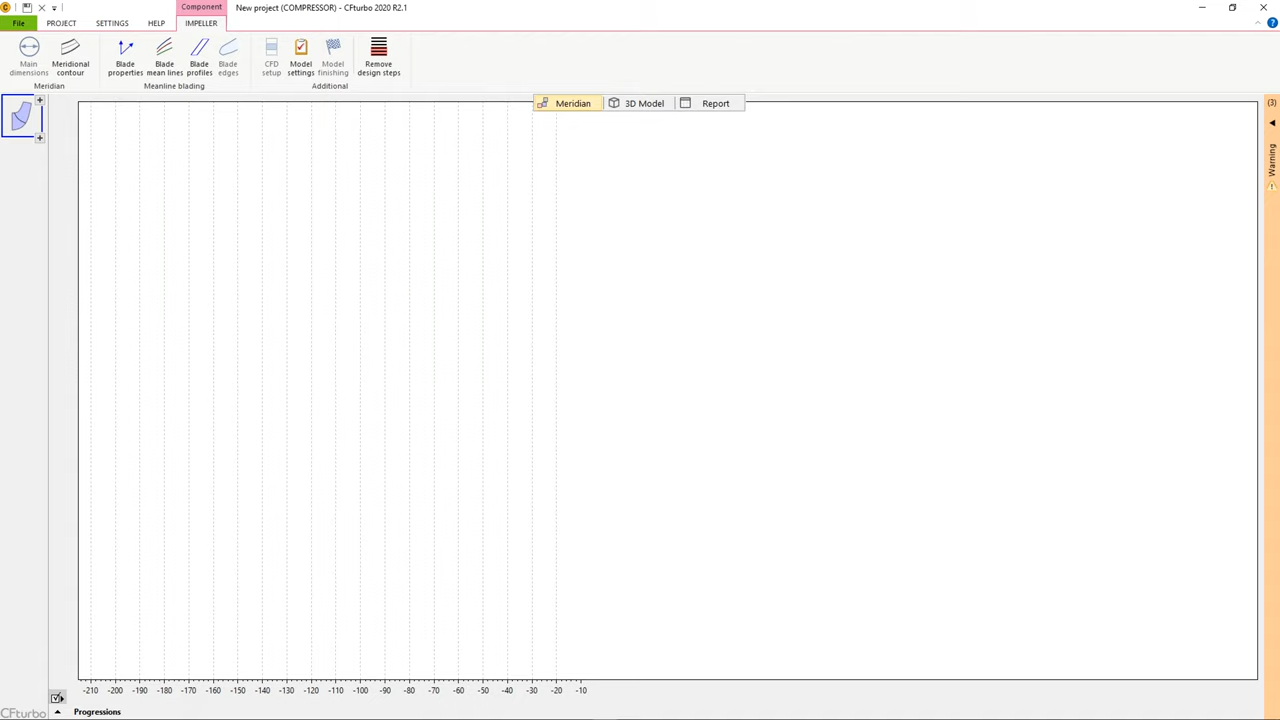 Component
New project (COMPRESSOR) - CFturbo 2020 R2.1
File PROJECT SETTINGS HELP IMPELLER
Main dimensions
Meridional contour
Blade properties
Blade mean lines
Blade profiles
Blade edges
CFD setup
Model settings
Model finishing
Remove design steps
Meridian Meanline blading Additional
Meridian 3D Model Report
(3)
Warning
-210 -200 -190 -180 -170 -160 -150 -140 -130 -120 -110 -100 -90 -80 -70 -60 -50 -40 -30 -20 -10
CFturbo
Progressions